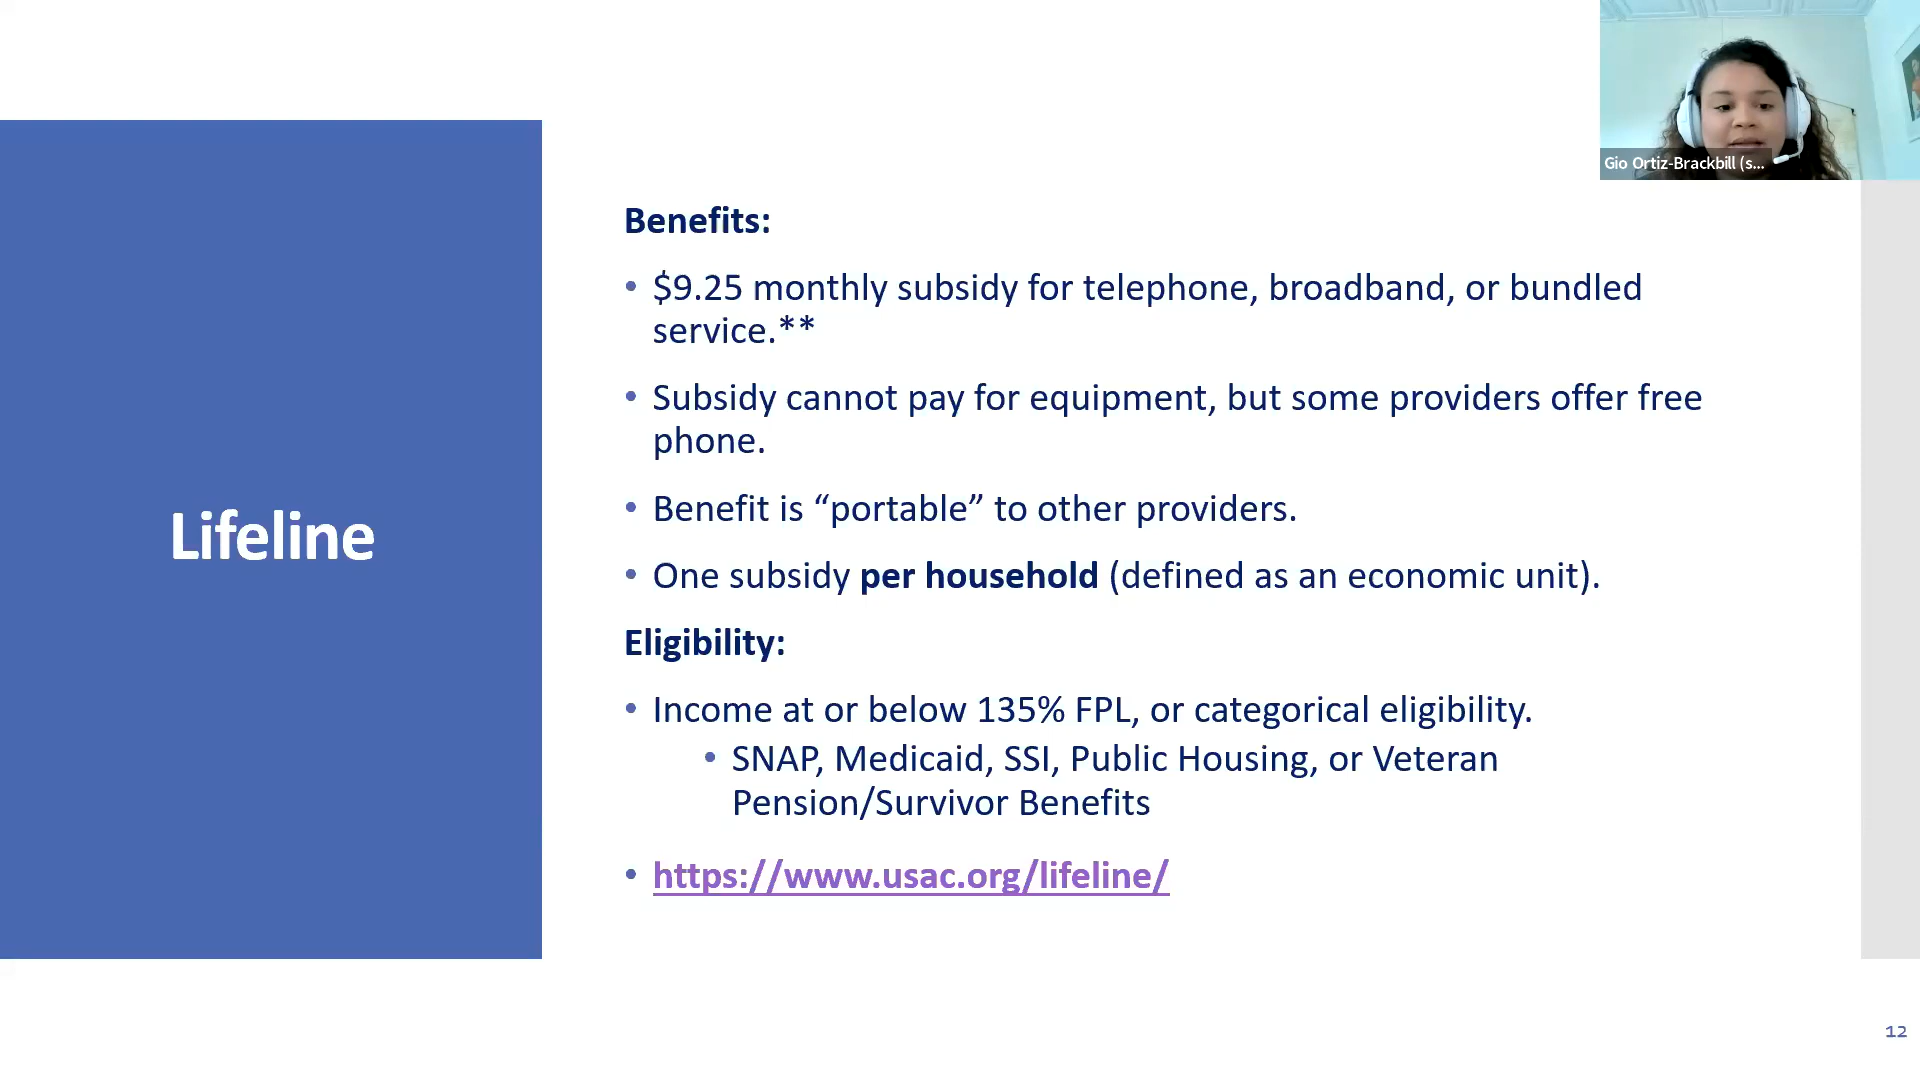 Gio Ortiz-Brackbill (s...
Lifeline
Benefits:
• $9.25 monthly subsidy for telephone, broadband, or bundled
service.**
• Subsidy cannot pay for equipment, but some providers offer free
phone.
• Benefit is “portable” to other providers.
• One subsidy per household (defined as an economic unit).
Eligibility:
• Income at or below 135% FPL, or categorical eligibility.
• SNAP, Medicaid, SSI, Public Housing, or Veteran
Pension/Survivor Benefits
• https://www.usac.org/lifeline/
12